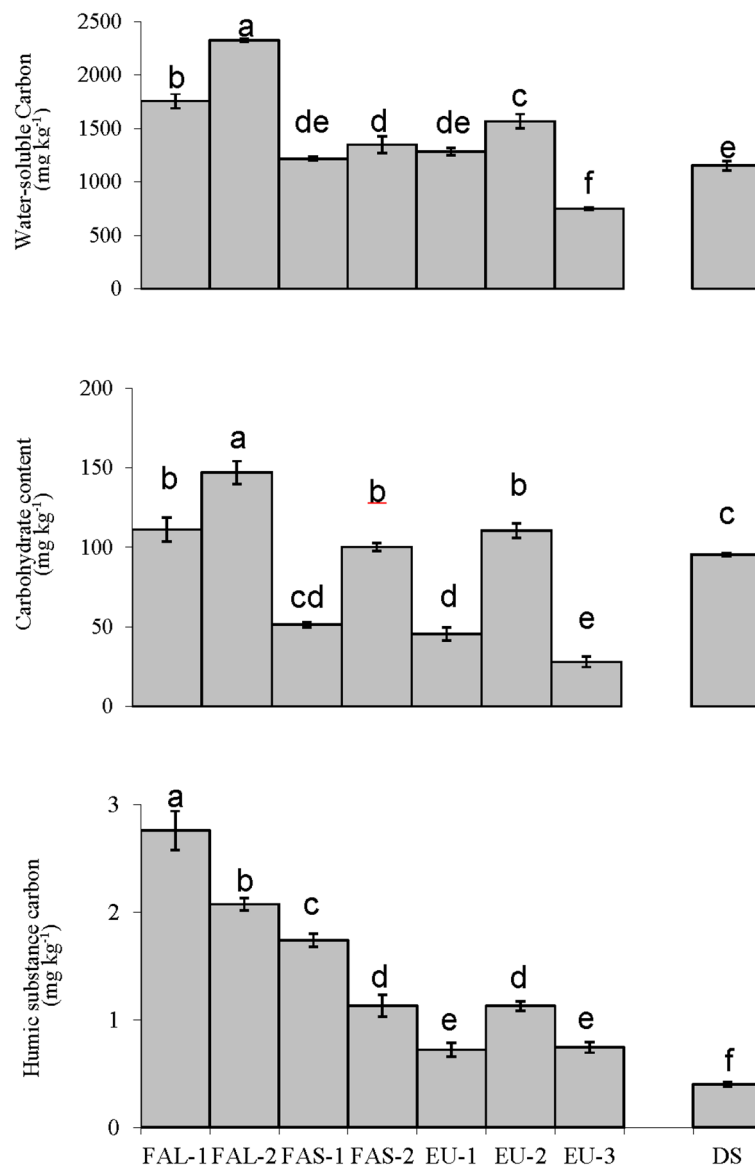 Water-soluble Carbon
(mg kg⁻¹)
2500
2000
1500
1000
500
0
b
a
de
d
de
c
f
e
Carbohydrate content
(mg kg⁻¹)
200
150
100
50
0
b
a
cd
b
d
b
e
c
Humic substance carbon
(mg kg⁻¹)
3
2
1
0
a
b
c
d
e
d
e
f
FAL-1 FAL-2 FAS-1 FAS-2 EU-1 EU-2 EU-3 DS